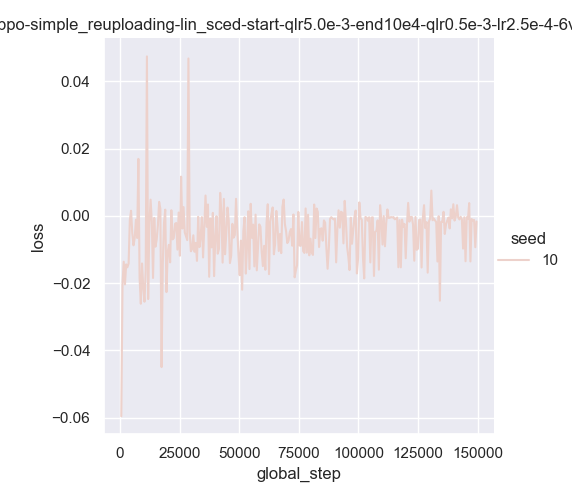 ppo-simple_reuploading-lin_sced-start-qlr5.0e-3-end10e4-qlr0.5e-3-lr2.5e-4-6v
0.04
0.02
0.00
−0.02
−0.04
−0.06
loss
0 25000 50000 75000 100000 125000 150000
global_step
seed
10